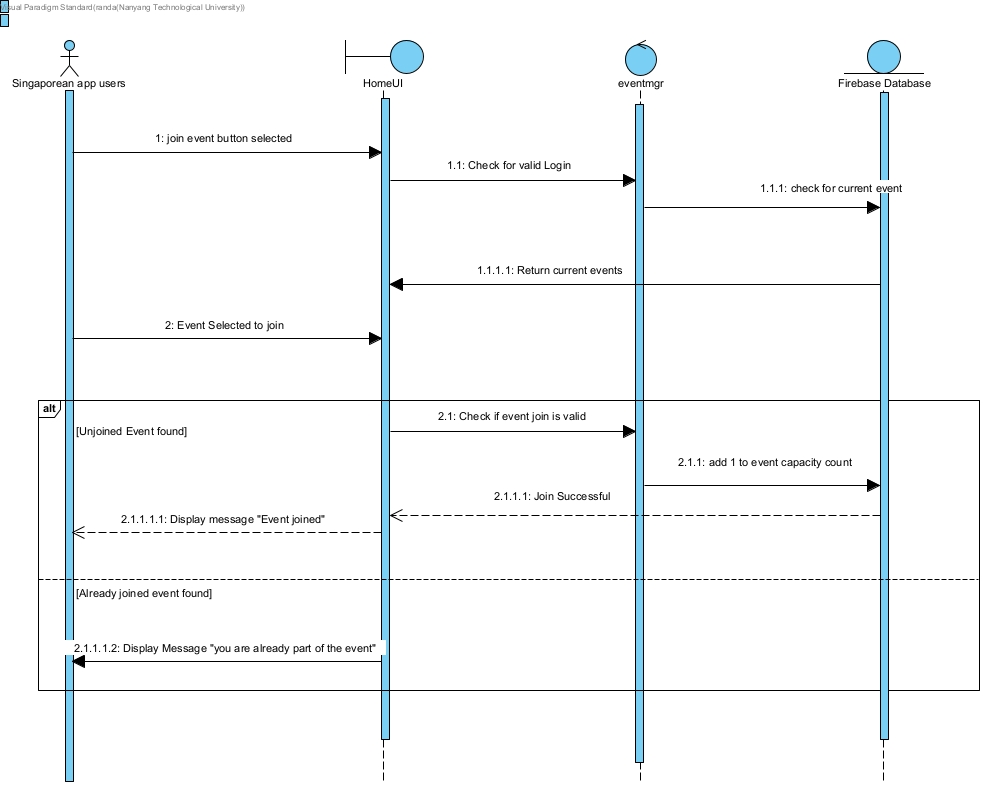 Visual Paradigm Standard(randa(Nanyang Technological University))
Singaporean app users
HomeUI
eventmgr
Firebase Database
1: join event button selected
1.1: Check for valid Login
1.1.1: check for current event
1.1.1.1: Return current events
2: Event Selected to join
alt
2.1: Check if event join is valid
[Unjoined Event found]
2.1.1: add 1 to event capacity count
2.1.1.1: Join Successful
2.1.1.1.1: Display message "Event joined"
[Already joined event found]
2.1.1.1.2: Display Message "you are already part of the event"